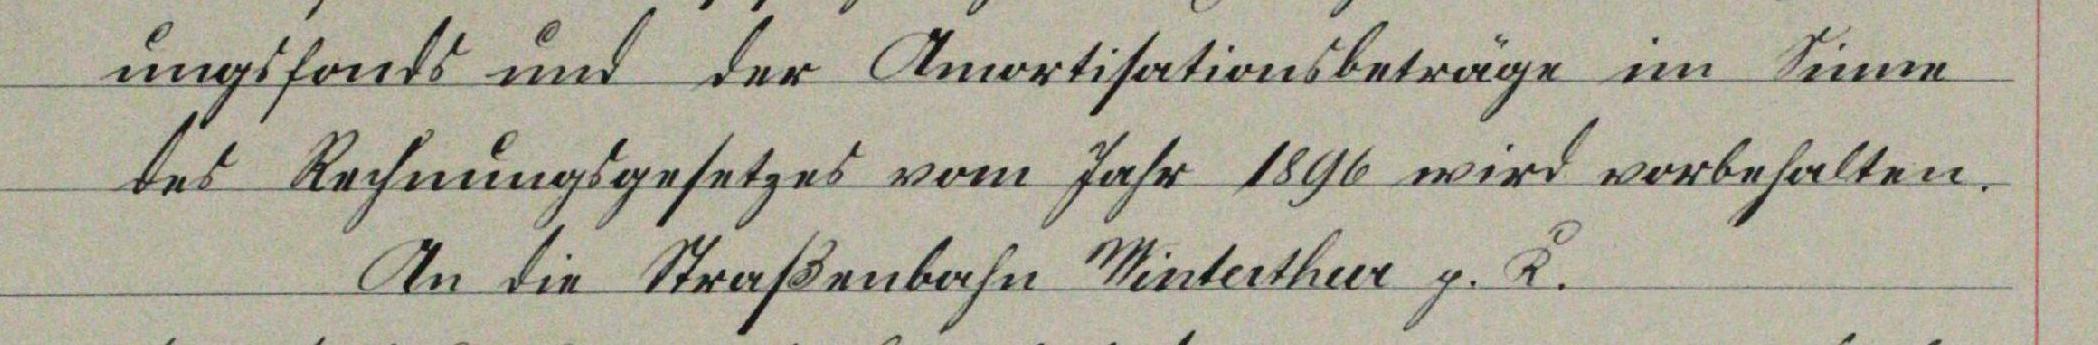 ungsfonds und der Amortisationsbeträge im Sinne
des Rechnungsgesetzes vom Jahr 1896 wird vorbehalten.
An die Straßenbahn Winterthur p. K.